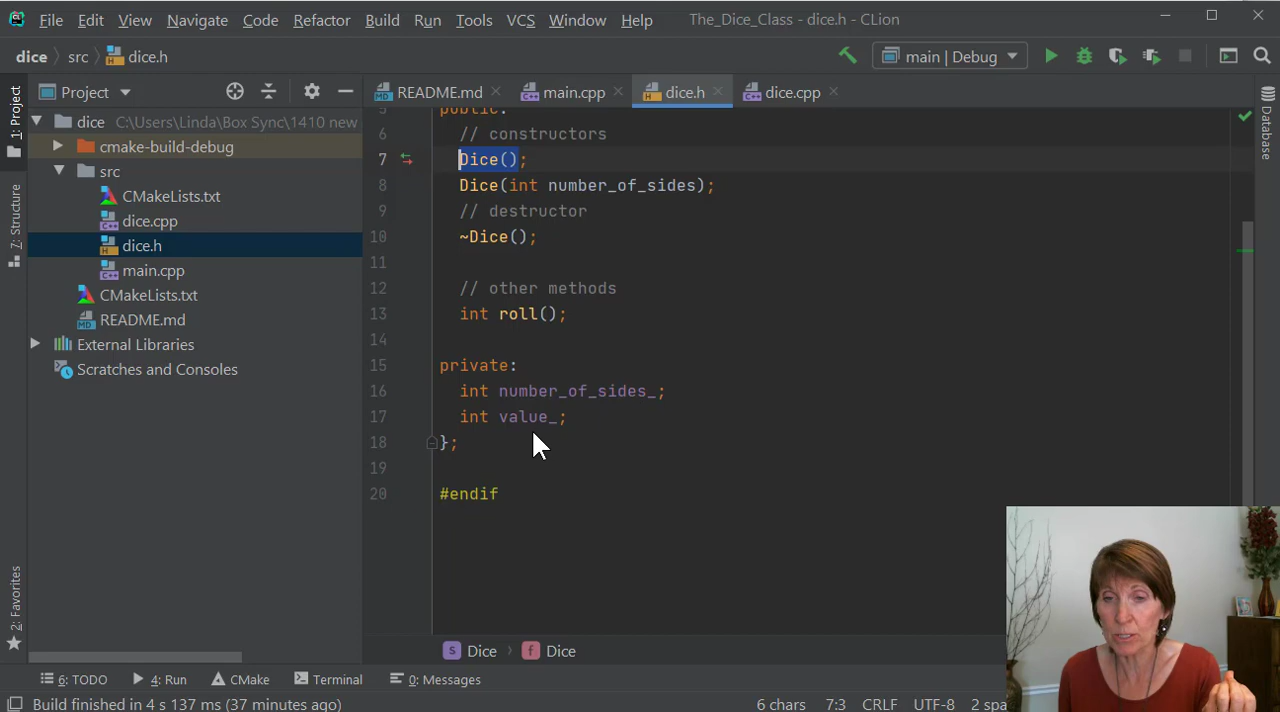 File Edit View Navigate Code Refactor Build Run Tools VCS Window Help The_Dice_Class - dice.h - CLion
dice src dice.h main | Debug
Project README.md main.cpp dice.h dice.cpp
1: Project
Z: Structure
2: Favorites
Database
dice C:\Users\Linda\Box Sync\1410 new
cmake-build-debug
src
CMakeLists.txt
dice.cpp
dice.h
main.cpp
CMakeLists.txt
README.md
External Libraries
Scratches and Consoles
5 public:
6 // constructors
7 Dice();
8 Dice(int number_of_sides);
9 // destructor
10 ~Dice();
11
12 // other methods
13 int roll();
14
15 private:
16 int number_of_sides_;
17 int value_;
18 };
19
20 #endif
S Dice f Dice
6: TODO 4: Run CMake Terminal 0: Messages
Build finished in 4 s 137 ms (37 minutes ago) 6 chars 7:3 CRLF UTF-8 2 spa